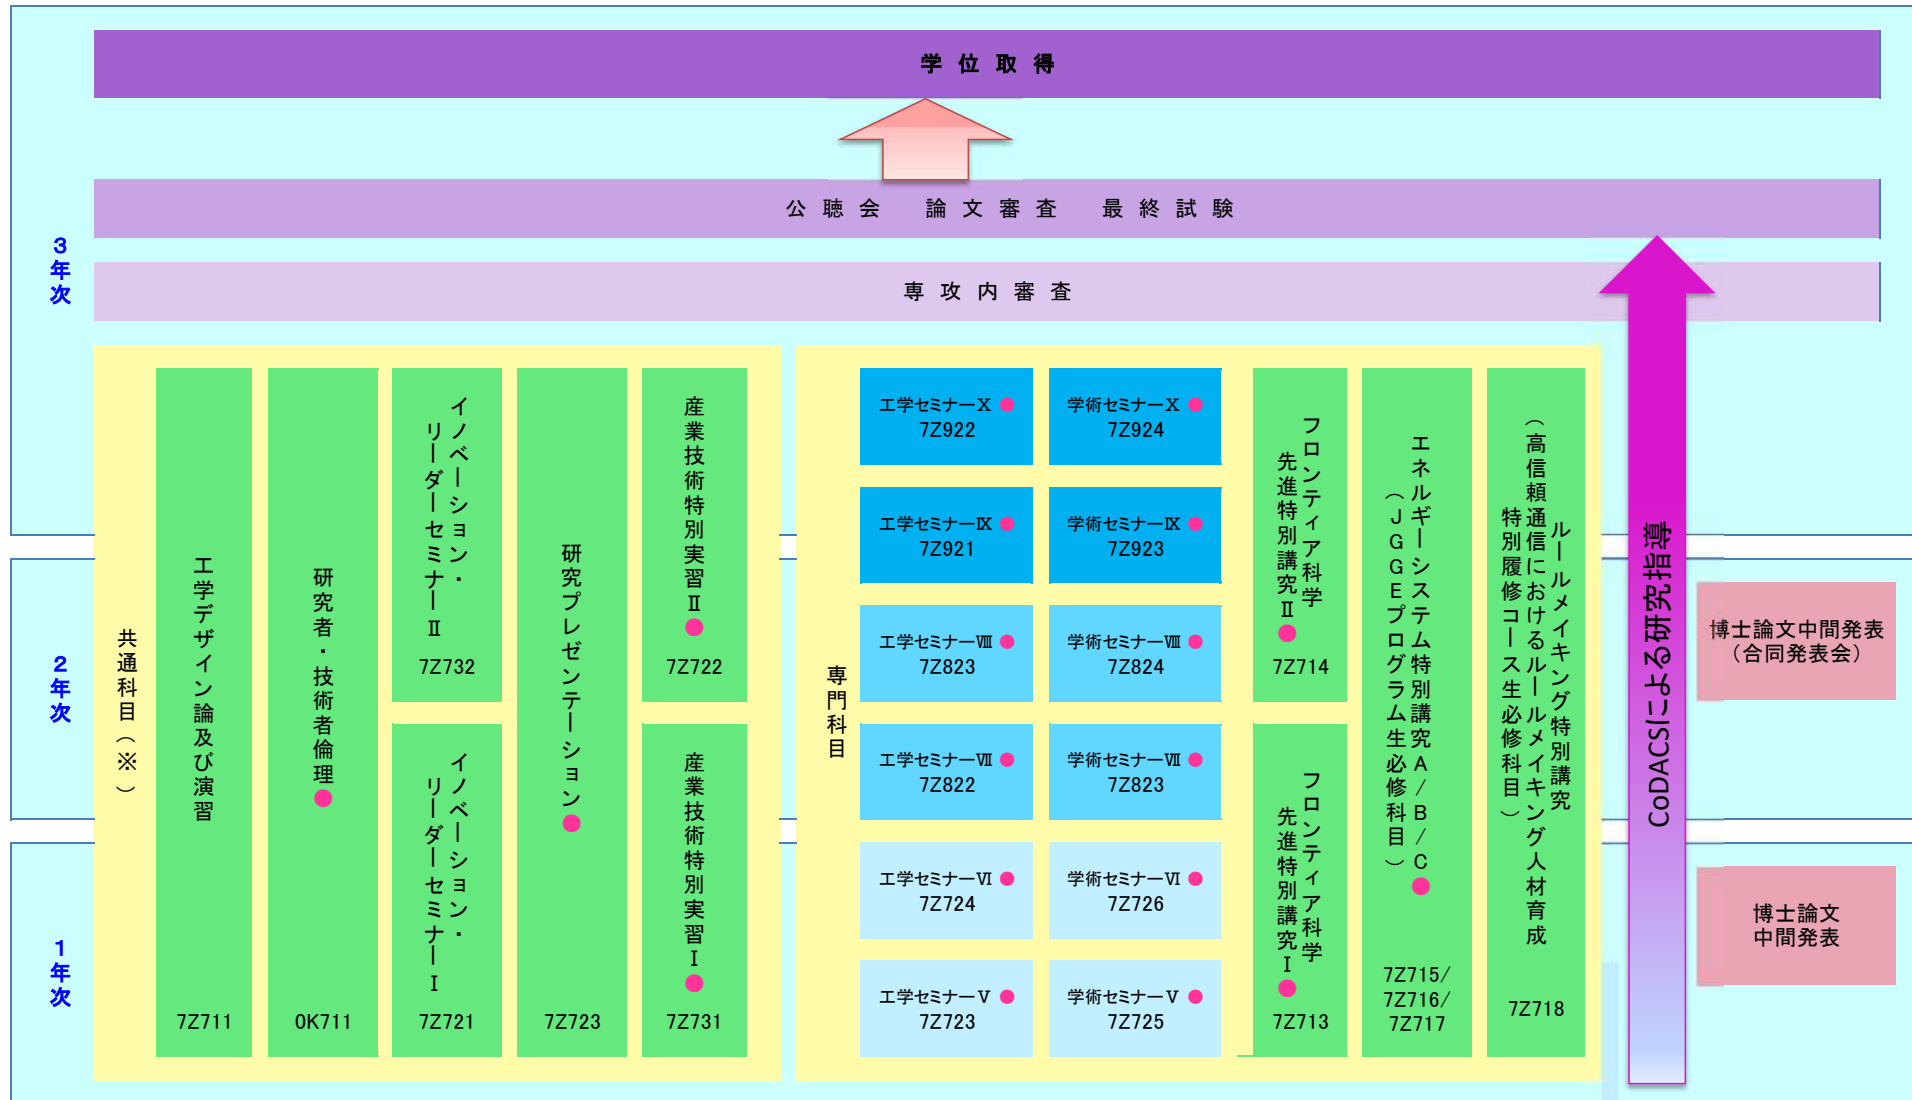 学位取得
公聴会　論文審査　最終試験
専攻内審査
3年次
2年次
1年次
共通科目（※）
工学デザイン論及び演習
7Z711
研究者・技術者倫理●
0K711
イノベーション・
リーダーセミナーⅡ
7Z732
イノベーション・
リーダーセミナーⅠ
7Z721
研究プレゼンテーション●
7Z723
産業技術特別実習Ⅱ●
7Z722
産業技術特別実習Ⅰ●
7Z731
専門科目
工学セミナーⅩ●
7Z922
学術セミナーⅩ●
7Z924
工学セミナーⅨ●
7Z921
学術セミナーⅨ●
7Z923
工学セミナーⅧ●
7Z823
学術セミナーⅧ●
7Z824
工学セミナーⅦ●
7Z822
学術セミナーⅦ●
7Z823
工学セミナーⅥ●
7Z724
学術セミナーⅥ●
7Z726
工学セミナーⅤ●
7Z723
学術セミナーⅤ●
7Z725
フロンティア科学
先進特別講究Ⅱ●
7Z714
フロンティア科学
先進特別講究Ⅰ●
7Z713
エネルギーシステム特別講究A/B/C●
（JGGEプログラム生必修科目）
7Z715/
7Z716/
7Z717
ルールメイキング特別講究
（高信頼通信におけるルールメイキング人材育成
特別履修コース生必修科目）
7Z718
CoDACSによる研究指導
博士論文中間発表
（合同発表会）
博士論文
中間発表